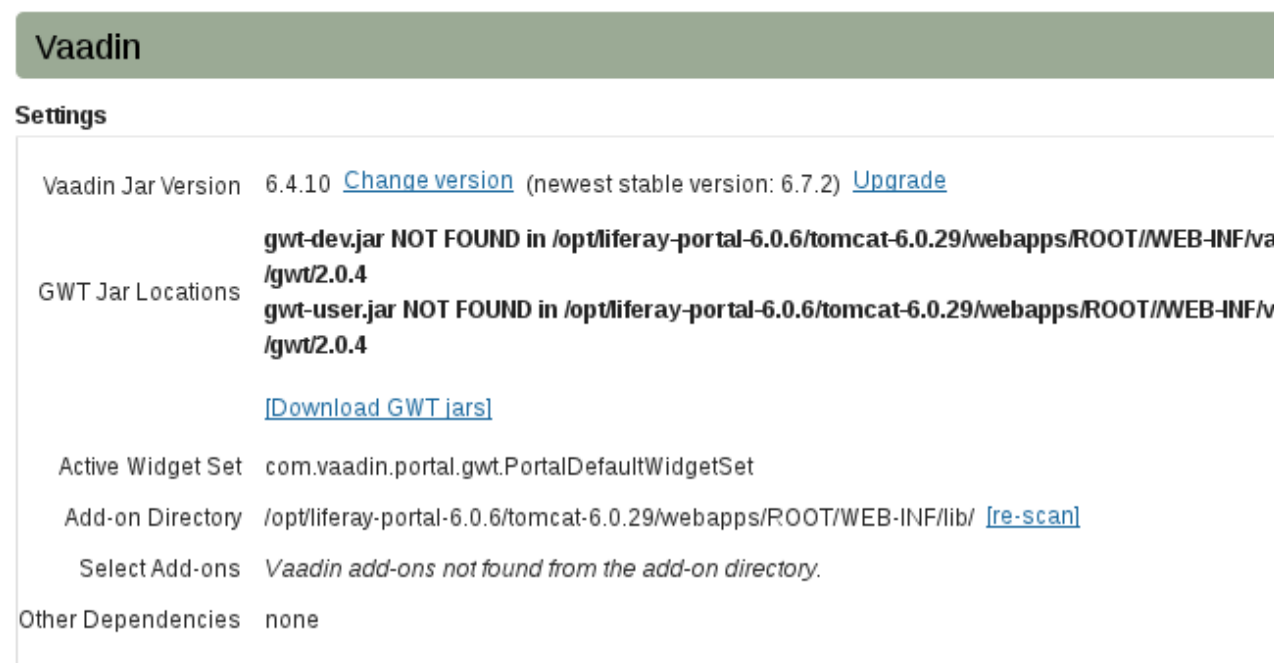 Vaadin
Settings
Vaadin Jar Version 6.4.10 Change version (newest stable version: 6.7.2) Upgrade
gwt-dev.jar NOT FOUND in /opt/liferay-portal-6.0.6/tomcat-6.0.29/webapps/ROOT//WEB-INF/va
/gwt/2.0.4
GWT Jar Locations
gwt-user.jar NOT FOUND in /opt/liferay-portal-6.0.6/tomcat-6.0.29/webapps/ROOT//WEB-INF/v
/gwt/2.0.4
[Download GWT jars]
Active Widget Set com.vaadin.portal.gwt.PortalDefaultWidgetSet
Add-on Directory /opt/liferay-portal-6.0.6/tomcat-6.0.29/webapps/ROOT/WEB-INF/lib/ [re-scan]
Select Add-ons Vaadin add-ons not found from the add-on directory.
Other Dependencies none